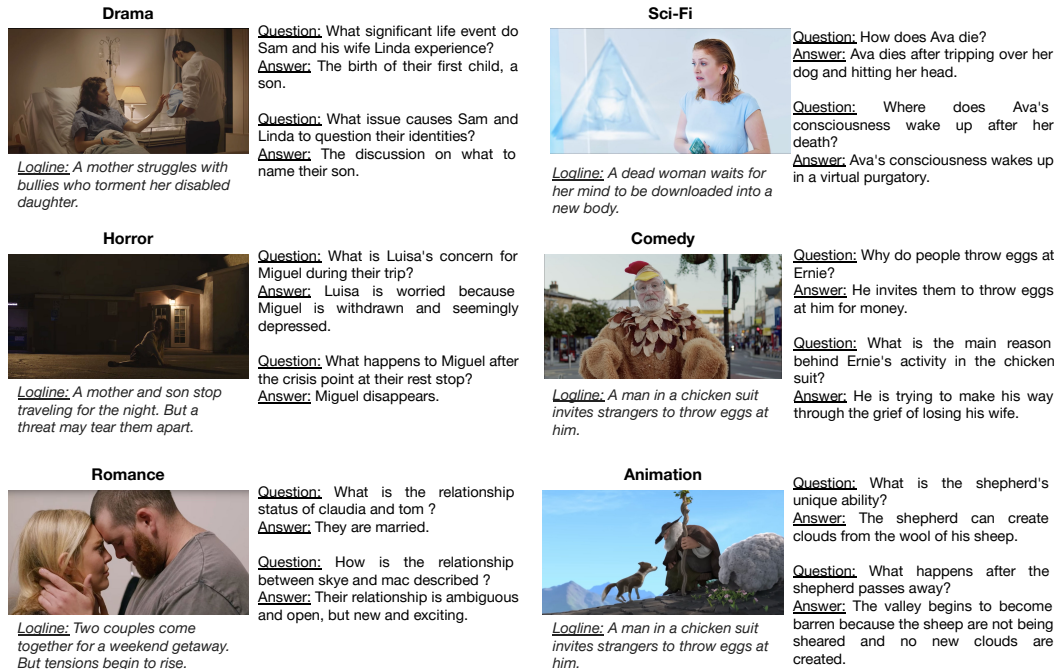 Drama
Logline: A mother struggles with
bullies who torment her disabled
daughter.
Question: What significant life event do
Sam and his wife Linda experience?
Answer: The birth of their first child, a
son.
Question: What issue causes Sam and
Linda to question their identities?
Answer: The discussion on what to
name their son.
Sci-Fi
Logline: A dead woman waits for
her mind to be downloaded into a
new body.
Question: How does Ava die?
Answer: Ava dies after tripping over her
dog and hitting her head.
Question: Where does Ava's
consciousness wake up after her
death?
Answer: Ava's consciousness wakes up
in a virtual purgatory.
Horror
Logline: A mother and son stop
traveling for the night. But a
threat may tear them apart.
Question: What is Luisa's concern for
Miguel during their trip?
Answer: Luisa is worried because
Miguel is withdrawn and seemingly
depressed.
Question: What happens to Miguel after
the crisis point at their rest stop?
Answer: Miguel disappears.
Comedy
Logline: A man in a chicken suit
invites strangers to throw eggs at
him.
Question: Why do people throw eggs at
Ernie?
Answer: He invites them to throw eggs
at him for money.
Question: What is the main reason
behind Ernie's activity in the chicken
suit?
Answer: He is trying to make his way
through the grief of losing his wife.
Romance
Logline: Two couples come
together for a weekend getaway.
But tensions begin to rise.
Question: What is the relationship
status of claudia and tom ?
Answer: They are married.
Question: How is the relationship
between skye and mac described ?
Answer: Their relationship is ambiguous
and open, but new and exciting.
Animation
Logline: A man in a chicken suit
invites strangers to throw eggs at
him.
Question: What is the shepherd's
unique ability?
Answer: The shepherd can create
clouds from the wool of his sheep.
Question: What happens after the
shepherd passes away?
Answer: The valley begins to become
barren because the sheep are not being
sheared and no new clouds are
created.